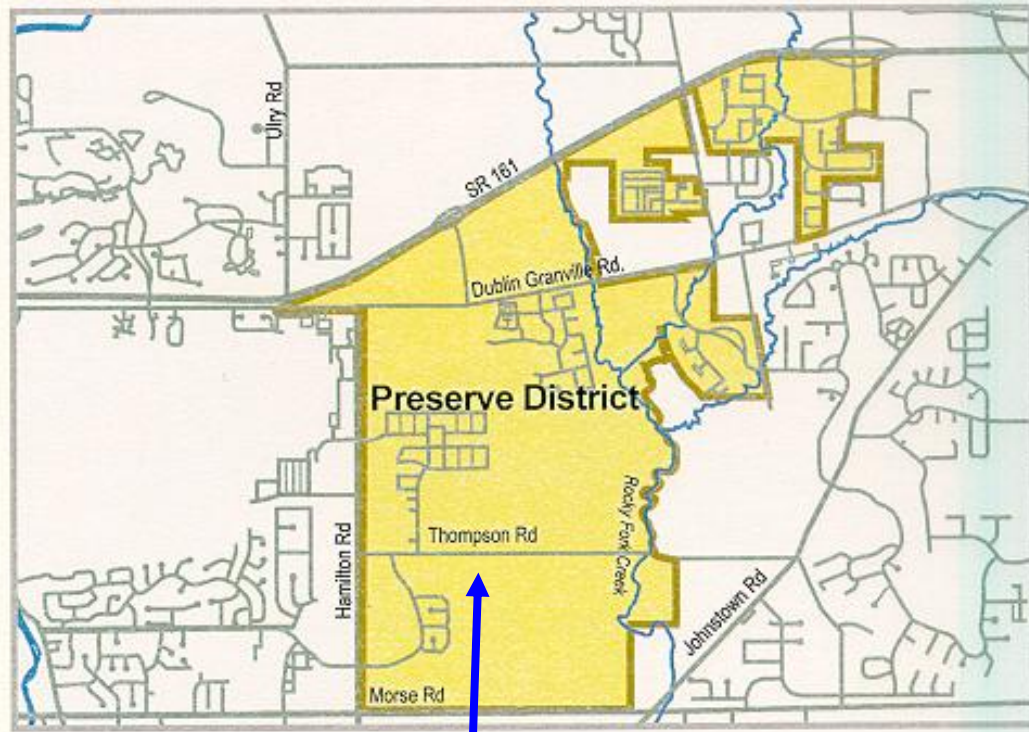 Ulry Rd
SR 161
Dublin Granville Rd.
Preserve District
Rocky Fork Creek
Thompson Rd
Hamilton Rd
Johnstown Rd
Morse Rd